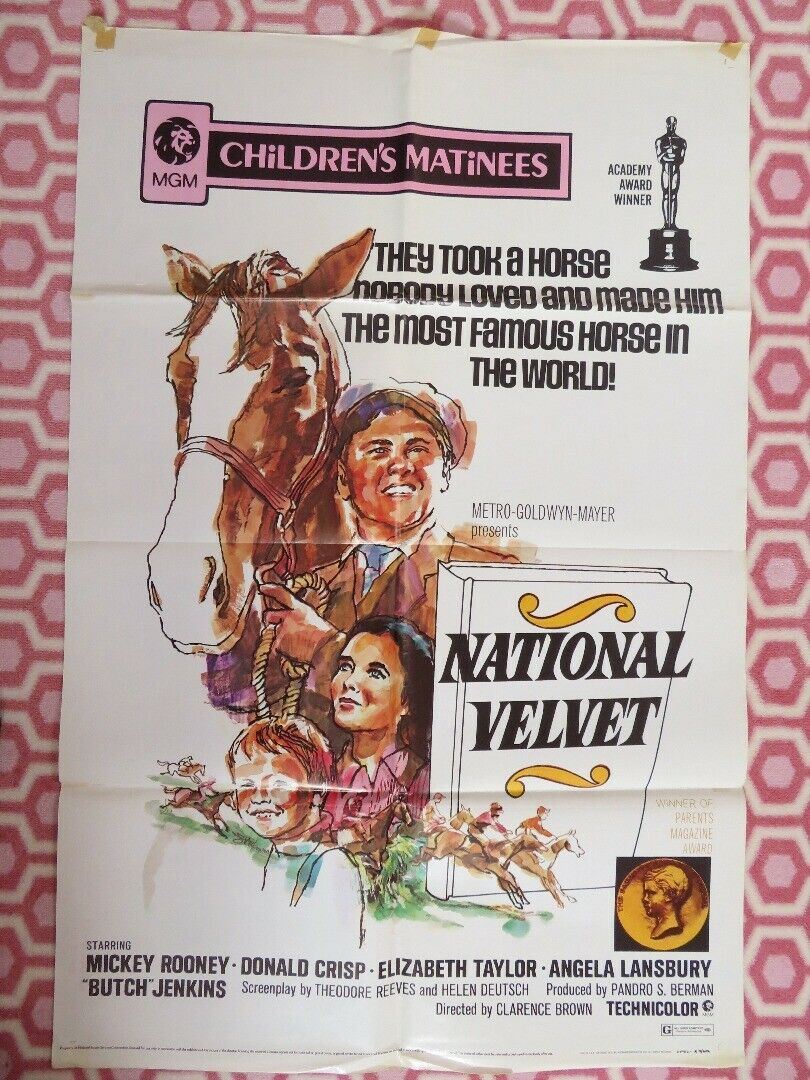 MGM
CHiLDREN'S MATiNEES
ACADEMY
AWARD
WINNER
THEY TOOK a HORSE
NOBODY LOVED aND MaDE HIM
THE MOST FaMOUS HORSE IN
THE WORLD!
METRO-GOLDWYN-MAYER
presents
NATIONAL
VELVET
WINNER OF
PARENTS
MAGAZINE
AWARD
STARRING
MICKEY ROONEY · DONALD CRISP · ELIZABETH TAYLOR · ANGELA LANSBURY
"BUTCH" JENKINS Screenplay by THEODORE REEVES and HELEN DEUTSCH Produced by PANDRO S. BERMAN
Directed by CLARENCE BROWN TECHNICOLOR MGM
G